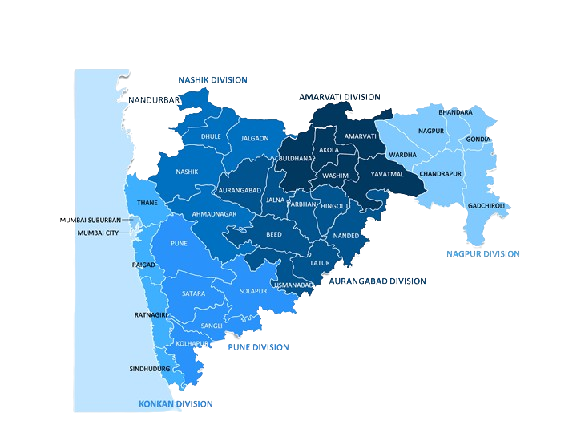 NASHIK DIVISION
NANDURBAR
AMARVATI DIVISION
BHANDARA
NAGPUR
GONDIA
DHULE
JALGAON
AKOLA
AMARVATI
BULDHANA
WARDHA
NASHIK
WASHIM
YAVATMAL
CHANDRAPUR
AURANGABAD
THANE
JALNA
PARBHANI
HINGOLI
GADCHIROLI
AHMADNAGAR
MUMBAI SUBURBAN
MUMBAI CITY
BEED
NANDED
PUNE
NAGPUR DIVISION
RAIGAD
LATUR
AURANGABAD DIVISION
OSMANABAD
SATARA
SOLAPUR
RATNAGIRI
SANGLI
KOLHAPUR
PUNE DIVISION
SINDHUDURG
KONKAN DIVISION